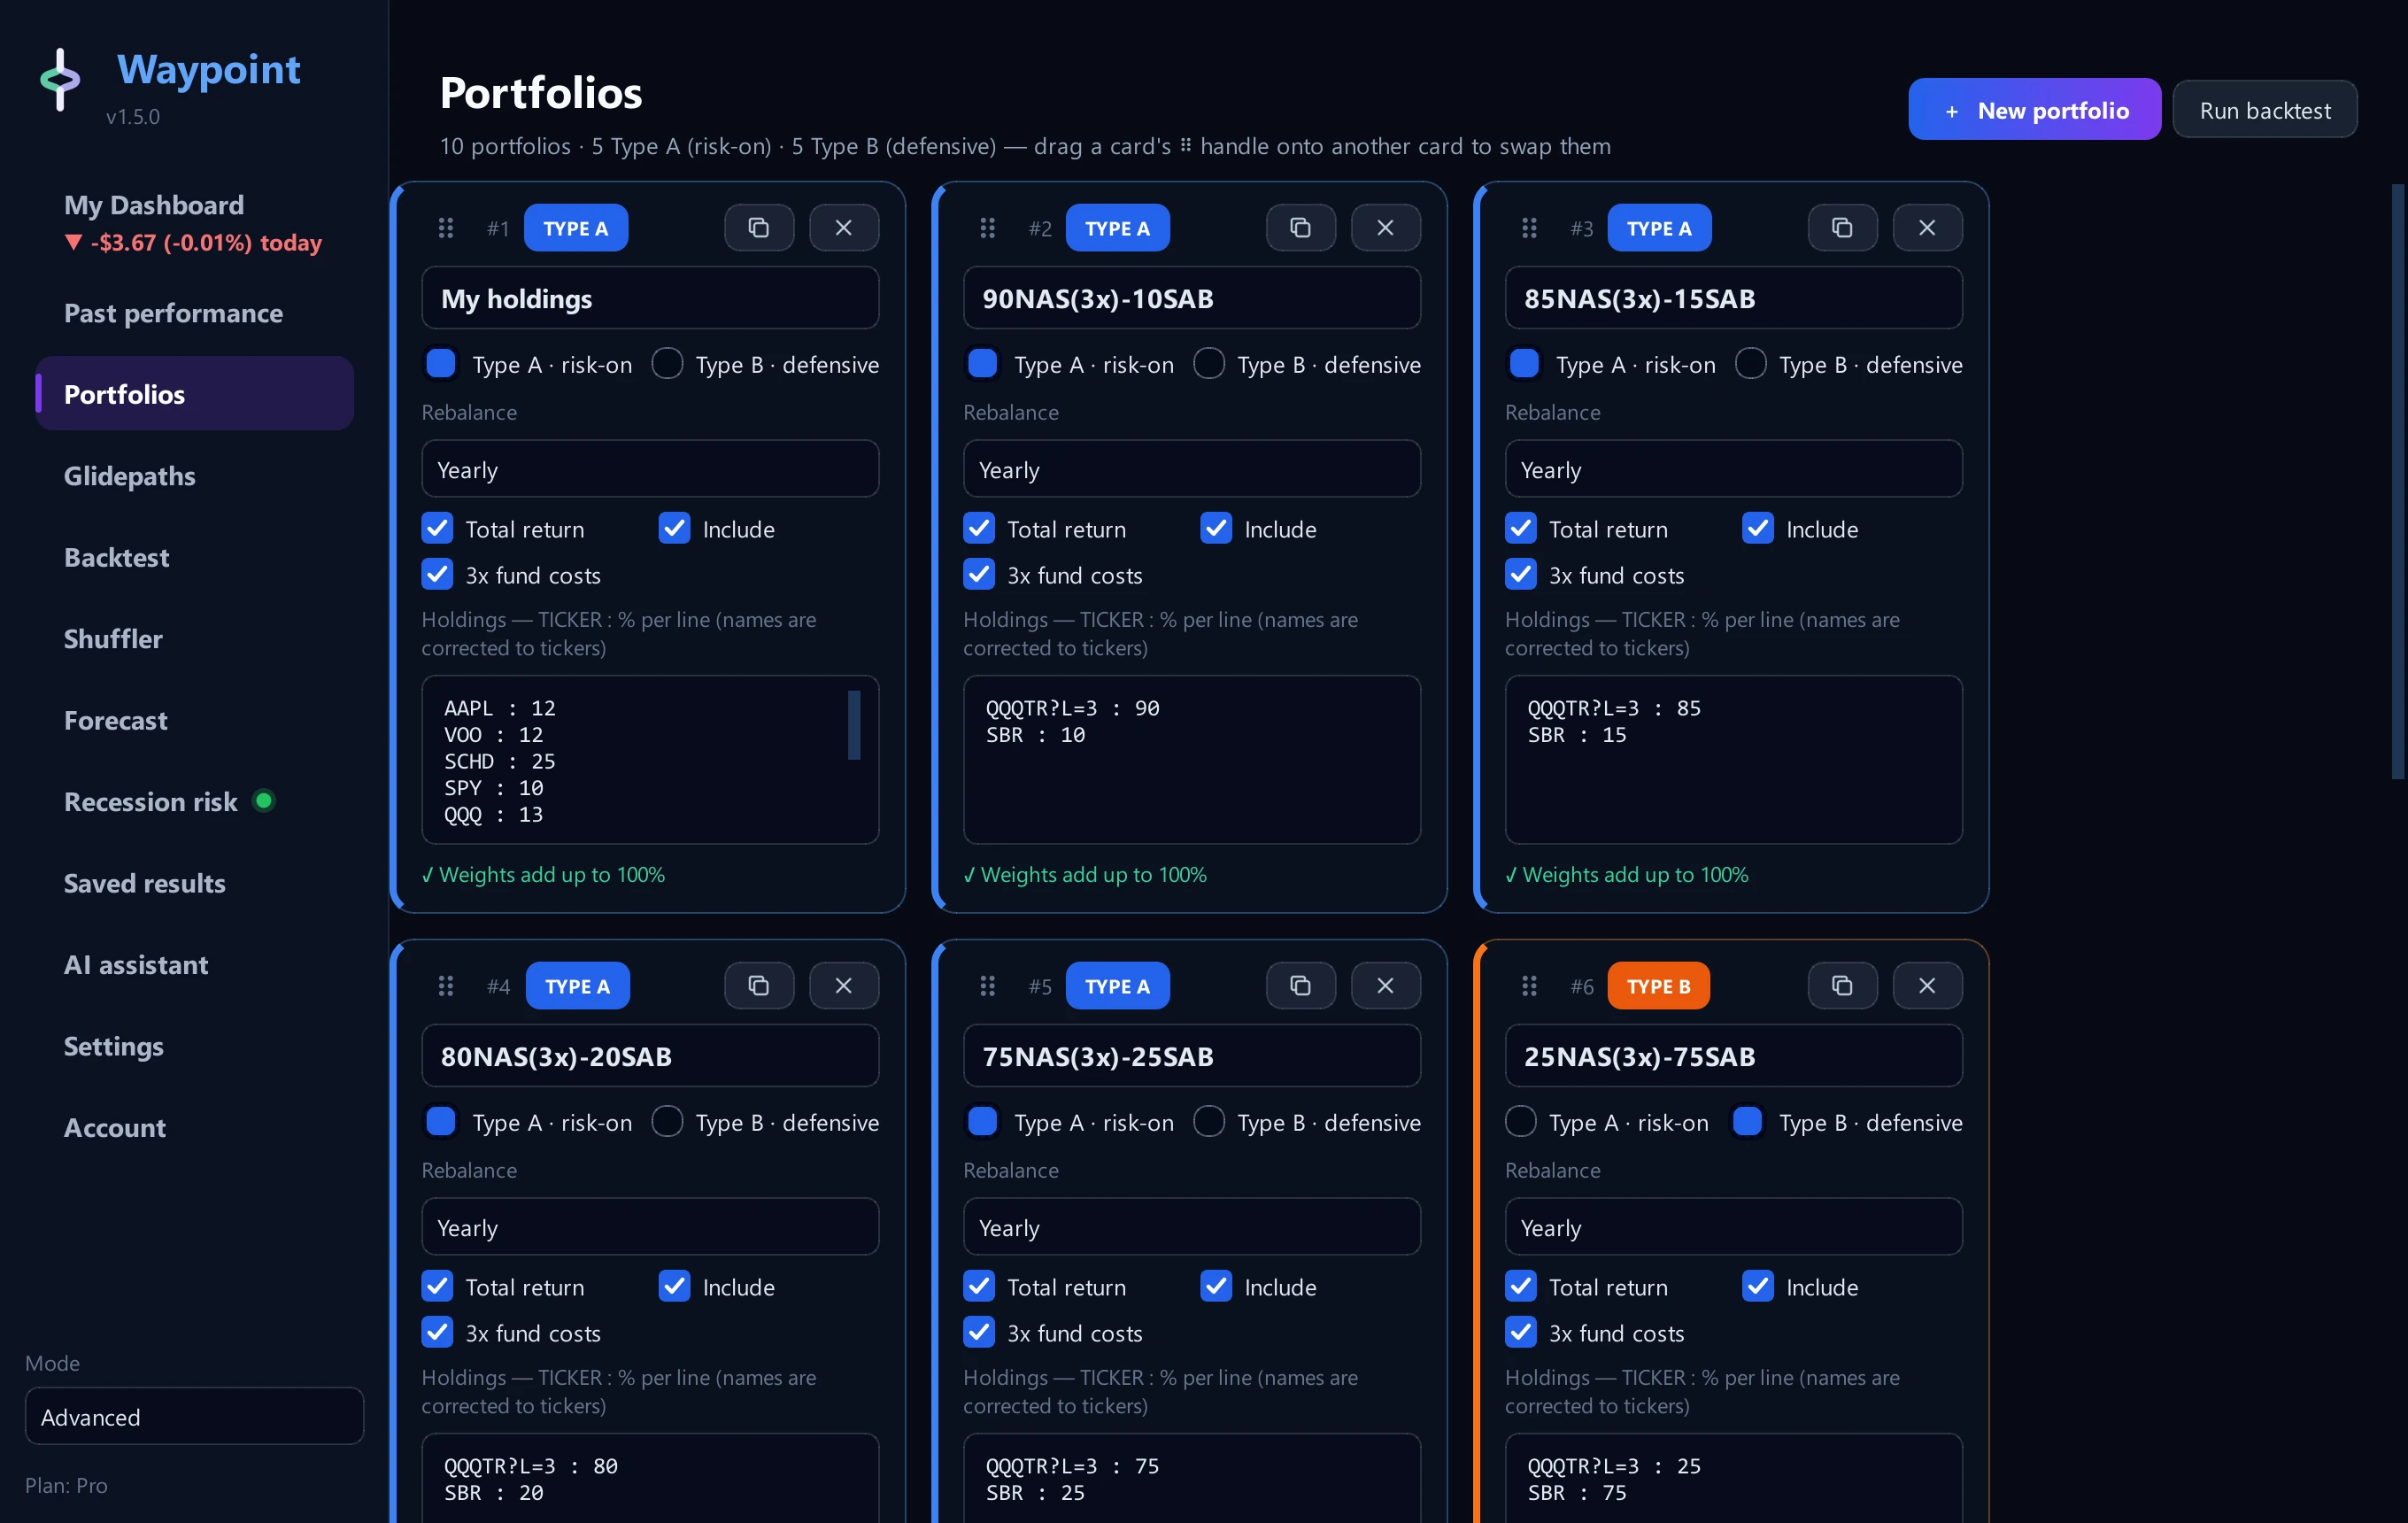 Waypoint
v1.5.0
My Dashboard
▼ -$3.67 (-0.01%) today
Past performance
Portfolios
Glidepaths
Backtest
Shuffler
Forecast
Recession risk
Saved results
AI assistant
Settings
Account
Mode
Advanced
Plan: Pro
Portfolios
10 portfolios · 5 Type A (risk-on) · 5 Type B (defensive) — drag a card's ⠿ handle onto another card to swap them
+ New portfolio
Run backtest
#1 TYPE A
My holdings
Type A · risk-on Type B · defensive
Rebalance
Yearly
Total return Include
3x fund costs
Holdings — TICKER : % per line (names are
corrected to tickers)
AAPL : 12
VOO : 12
SCHD : 25
SPY : 10
QQQ : 13
✓ Weights add up to 100%
#2 TYPE A
90NAS(3x)-10SAB
Type A · risk-on Type B · defensive
Rebalance
Yearly
Total return Include
3x fund costs
Holdings — TICKER : % per line (names are
corrected to tickers)
QQQTR?L=3 : 90
SBR : 10
✓ Weights add up to 100%
#3 TYPE A
85NAS(3x)-15SAB
Type A · risk-on Type B · defensive
Rebalance
Yearly
Total return Include
3x fund costs
Holdings — TICKER : % per line (names are
corrected to tickers)
QQQTR?L=3 : 85
SBR : 15
✓ Weights add up to 100%
#4 TYPE A
80NAS(3x)-20SAB
Type A · risk-on Type B · defensive
Rebalance
Yearly
Total return Include
3x fund costs
Holdings — TICKER : % per line (names are
corrected to tickers)
QQQTR?L=3 : 80
SBR : 20
#5 TYPE A
75NAS(3x)-25SAB
Type A · risk-on Type B · defensive
Rebalance
Yearly
Total return Include
3x fund costs
Holdings — TICKER : % per line (names are
corrected to tickers)
QQQTR?L=3 : 75
SBR : 25
#6 TYPE B
25NAS(3x)-75SAB
Type A · risk-on Type B · defensive
Rebalance
Yearly
Total return Include
3x fund costs
Holdings — TICKER : % per line (names are
corrected to tickers)
QQQTR?L=3 : 25
SBR : 75